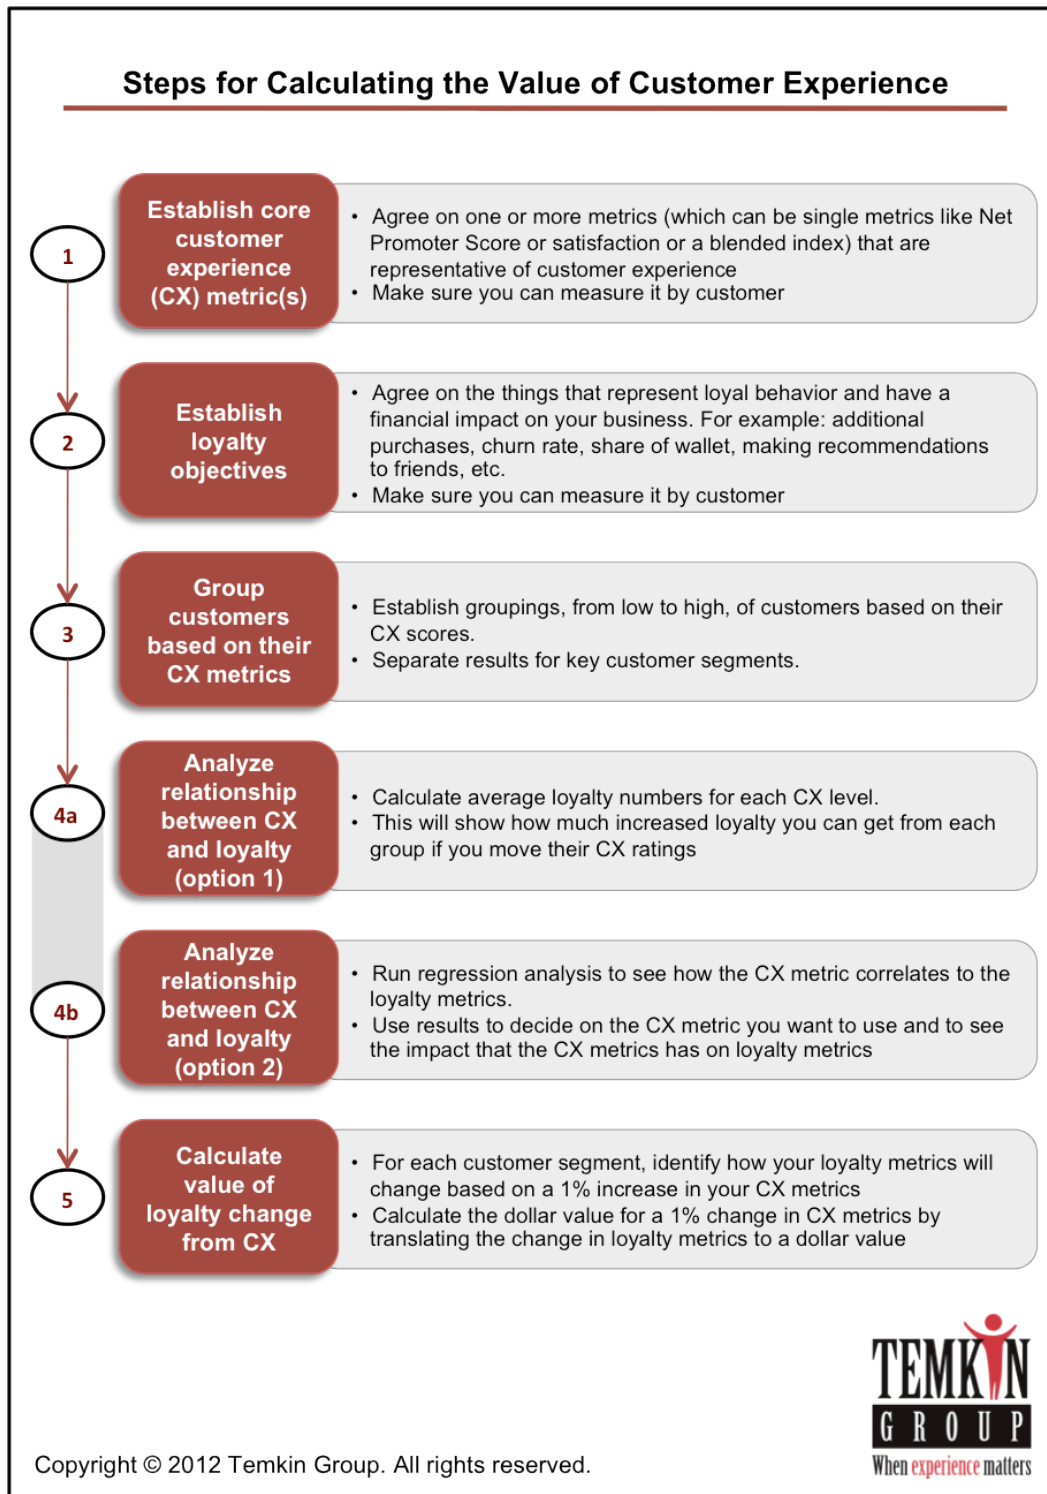 Steps for Calculating the Value of Customer Experience
1
Establish core
customer
experience
(CX) metric(s)
• Agree on one or more metrics (which can be single metrics like Net
Promoter Score or satisfaction or a blended index) that are
representative of customer experience
• Make sure you can measure it by customer
2
Establish
loyalty
objectives
• Agree on the things that represent loyal behavior and have a
financial impact on your business. For example: additional
purchases, churn rate, share of wallet, making recommendations
to friends, etc.
• Make sure you can measure it by customer
3
Group
customers
based on their
CX metrics
• Establish groupings, from low to high, of customers based on their
CX scores.
• Separate results for key customer segments.
4a
Analyze
relationship
between CX
and loyalty
(option 1)
• Calculate average loyalty numbers for each CX level.
• This will show how much increased loyalty you can get from each
group if you move their CX ratings
4b
Analyze
relationship
between CX
and loyalty
(option 2)
• Run regression analysis to see how the CX metric correlates to the
loyalty metrics.
• Use results to decide on the CX metric you want to use and to see
the impact that the CX metrics has on loyalty metrics
5
Calculate
value of
loyalty change
from CX
• For each customer segment, identify how your loyalty metrics will
change based on a 1% increase in your CX metrics
• Calculate the dollar value for a 1% change in CX metrics by
translating the change in loyalty metrics to a dollar value
TEMKIN
GROUP
When experience matters
Copyright © 2012 Temkin Group. All rights reserved.